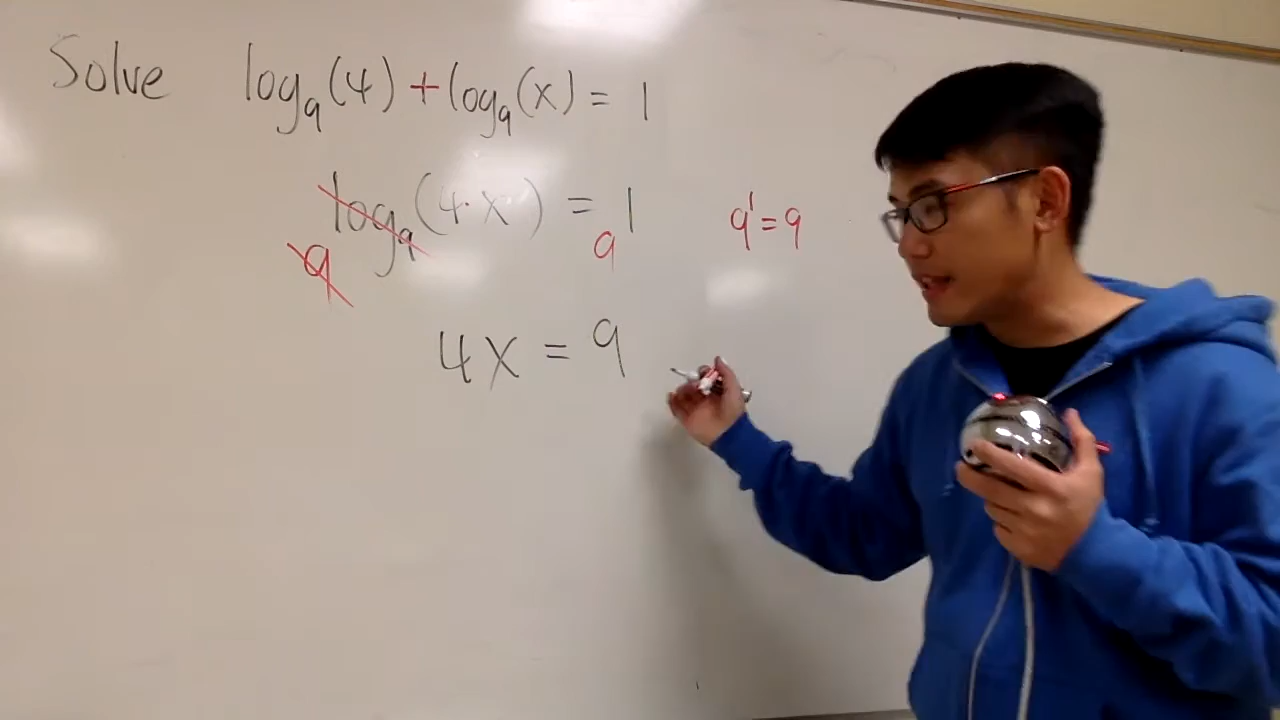 Solve log₉(4) + log₉(x) = 1
log₉(4·x) = 1
9¹ = 9
9 9
4x = 9